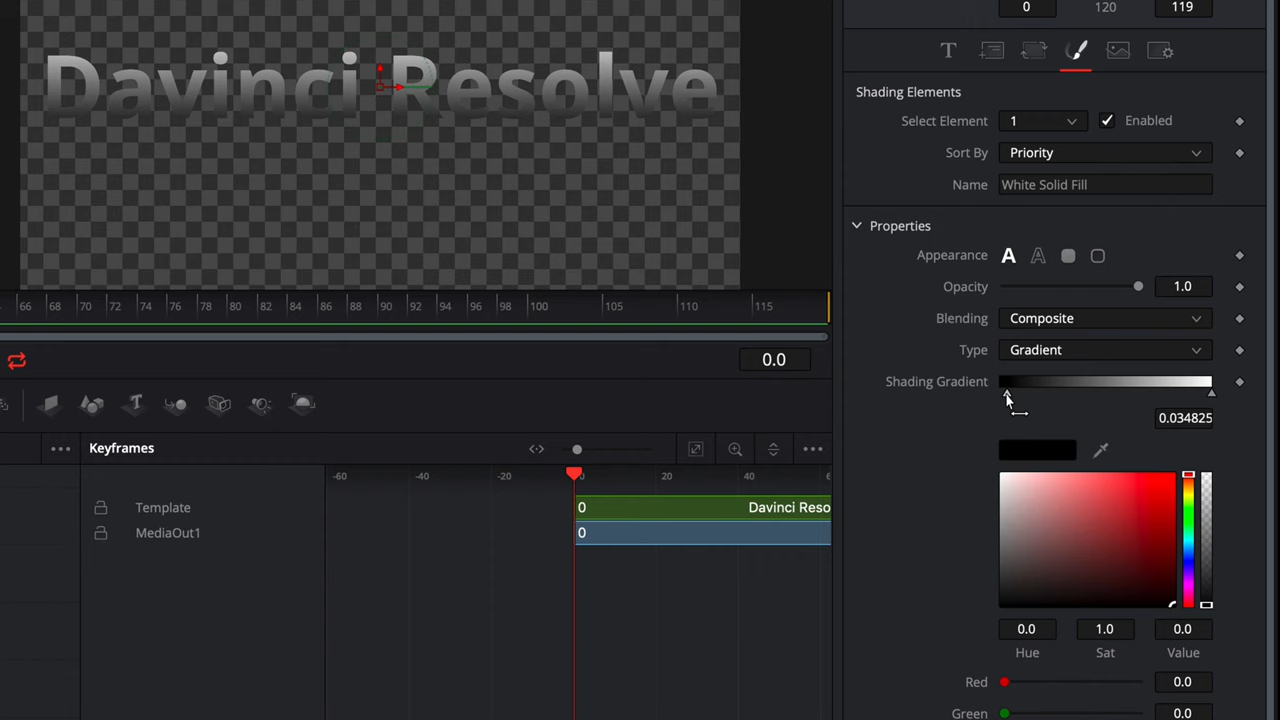 0 120 119
Davinci Resolve
T
Shading Elements
Select Element 1 Enabled
Sort By Priority
Name White Solid Fill
Properties
Appearance A A
Opacity 1.0
66 68 70 72 74 76 78 80 82 84 86 88 90 92 94 96 98 100 105 110 115
Blending Composite
Type Gradient
0.0
Shading Gradient
0.034825
Keyframes
-60 -40 -20 0 20 40
Template 0 Davinci Reso
MediaOut1 0
0.0 1.0 0.0
Hue Sat Value
Red 0.0
Green 0.0